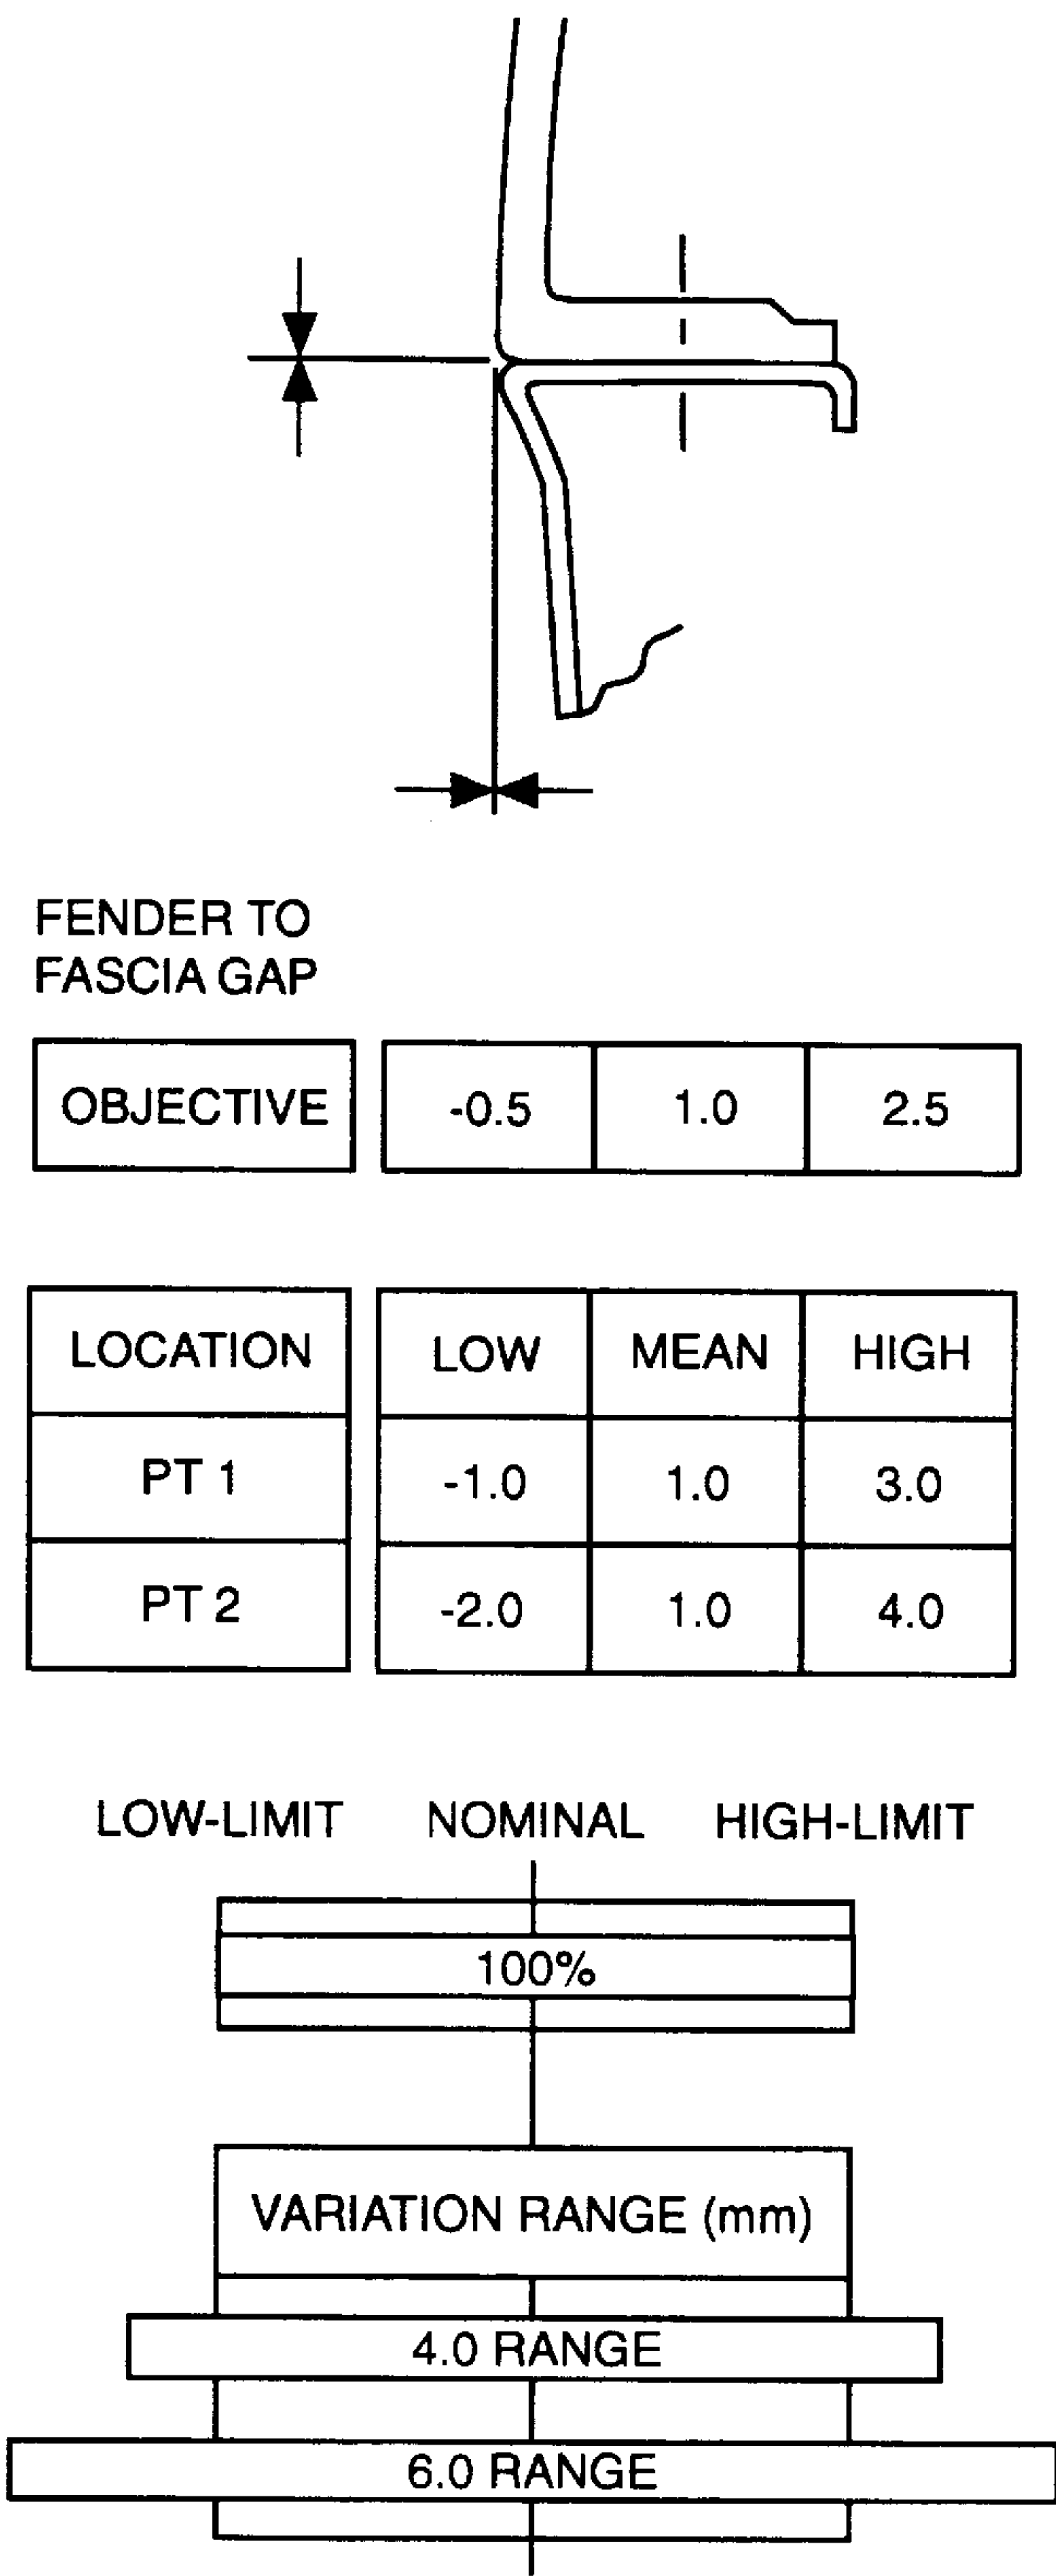 FENDER TO
FASCIA GAP
OBJECTIVE -0.5 1.0 2.5
LOCATION LOW MEAN HIGH
PT 1 -1.0 1.0 3.0
PT 2 -2.0 1.0 4.0
LOW-LIMIT NOMINAL HIGH-LIMIT
100%
VARIATION RANGE (mm)
4.0 RANGE
6.0 RANGE